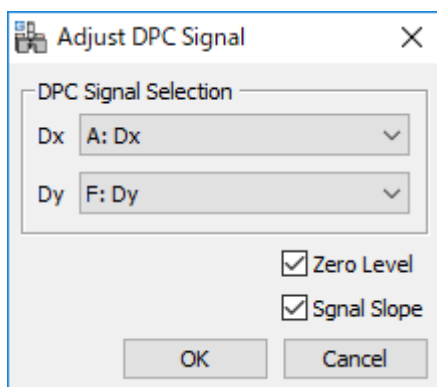 Adjust DPC Signal
DPC Signal Selection
Dx A: Dx
Dy F: Dy
Zero Level
Sgnal Slope
OK Cancel